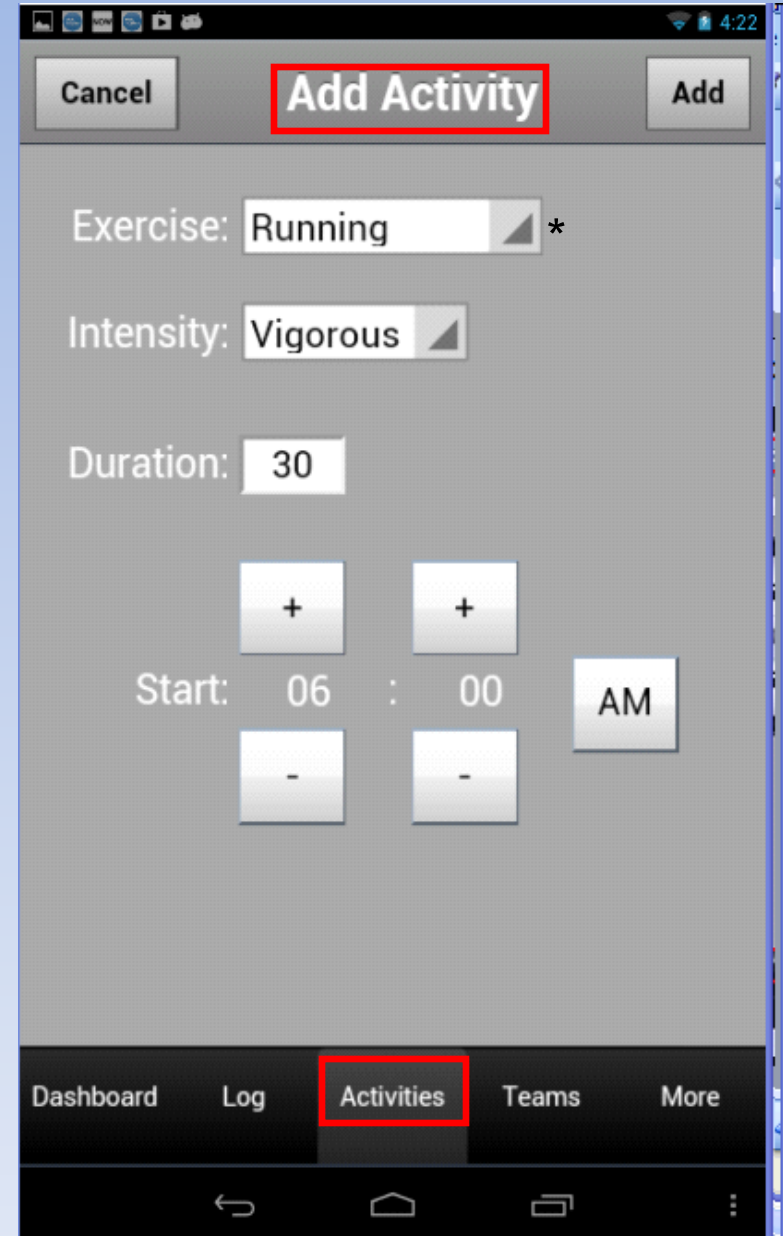 NOW 4:22
Cancel Add Activity Add
Exercise: Running *
Intensity: Vigorous
Duration: 30
+ +
Start: 06 : 00 AM
- -
Dashboard Log Activities Teams More